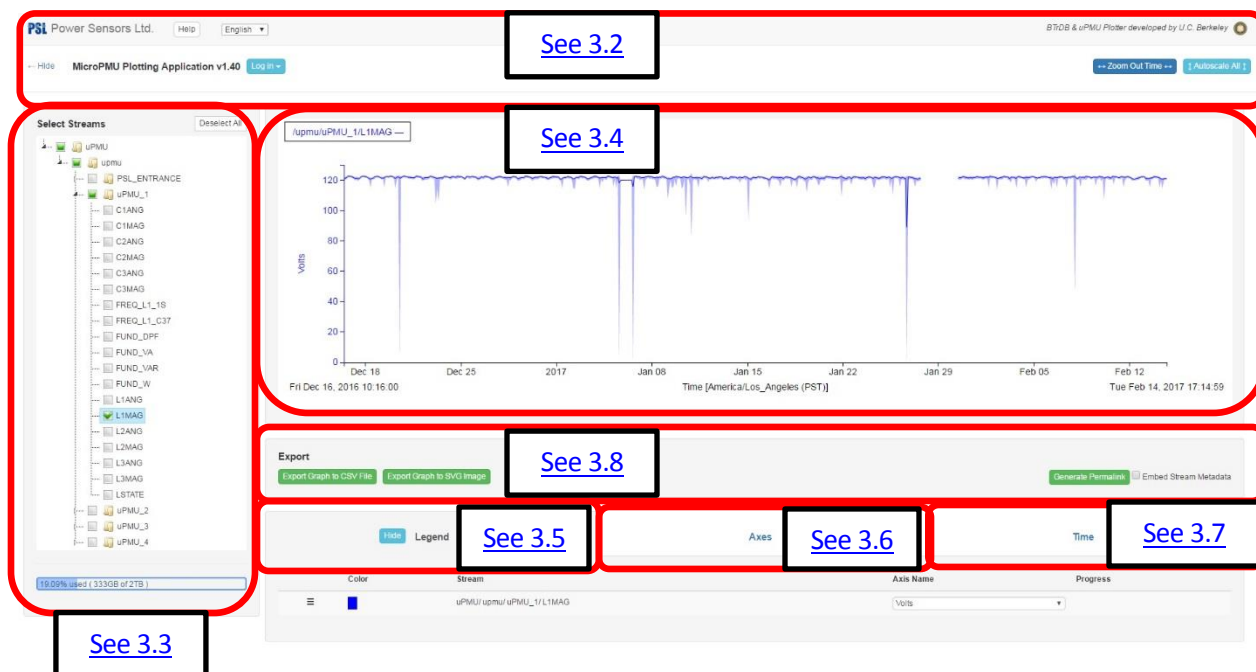 PSL Power Sensors Ltd. Help English
BTrDB & uPMU Plotter developed by U.C. Berkeley
See 3.2
← Hide MicroPMU Plotting Application v1.40 Log in
↔ Zoom Out Time ↔ ↕ Autoscale All ↕
Select Streams Deselect All
uPMU
upmu
PSL_ENTRANCE
uPMU_1
C1ANG
C1MAG
C2ANG
C2MAG
C3ANG
C3MAG
FREQ_L1_1S
FREQ_L1_C37
FUND_DPF
FUND_VA
FUND_VAR
FUND_W
L1ANG
L1MAG
L2ANG
L2MAG
L3ANG
L3MAG
LSTATE
uPMU_2
uPMU_3
uPMU_4
19.09% used ( 333GB of 2TB )
See 3.3
/upmu/uPMU_1/L1MAG —
See 3.4
Volts
120
100
80
60
40
20
0
Dec 18 Dec 25 2017 Jan 08 Jan 15 Jan 22 Jan 29 Feb 05 Feb 12
Fri Dec 16, 2016 10:16:00 Time [America/Los_Angeles (PST)] Tue Feb 14, 2017 17:14:59
Export
Export Graph to CSV File Export Graph to SVG Image
See 3.8
Generate Permalink Embed Stream Metadata
Hide Legend See 3.5 Axes See 3.6 Time See 3.7
Color Stream Axis Name Progress
uPMU/ upmu/ uPMU_1/ L1MAG Volts